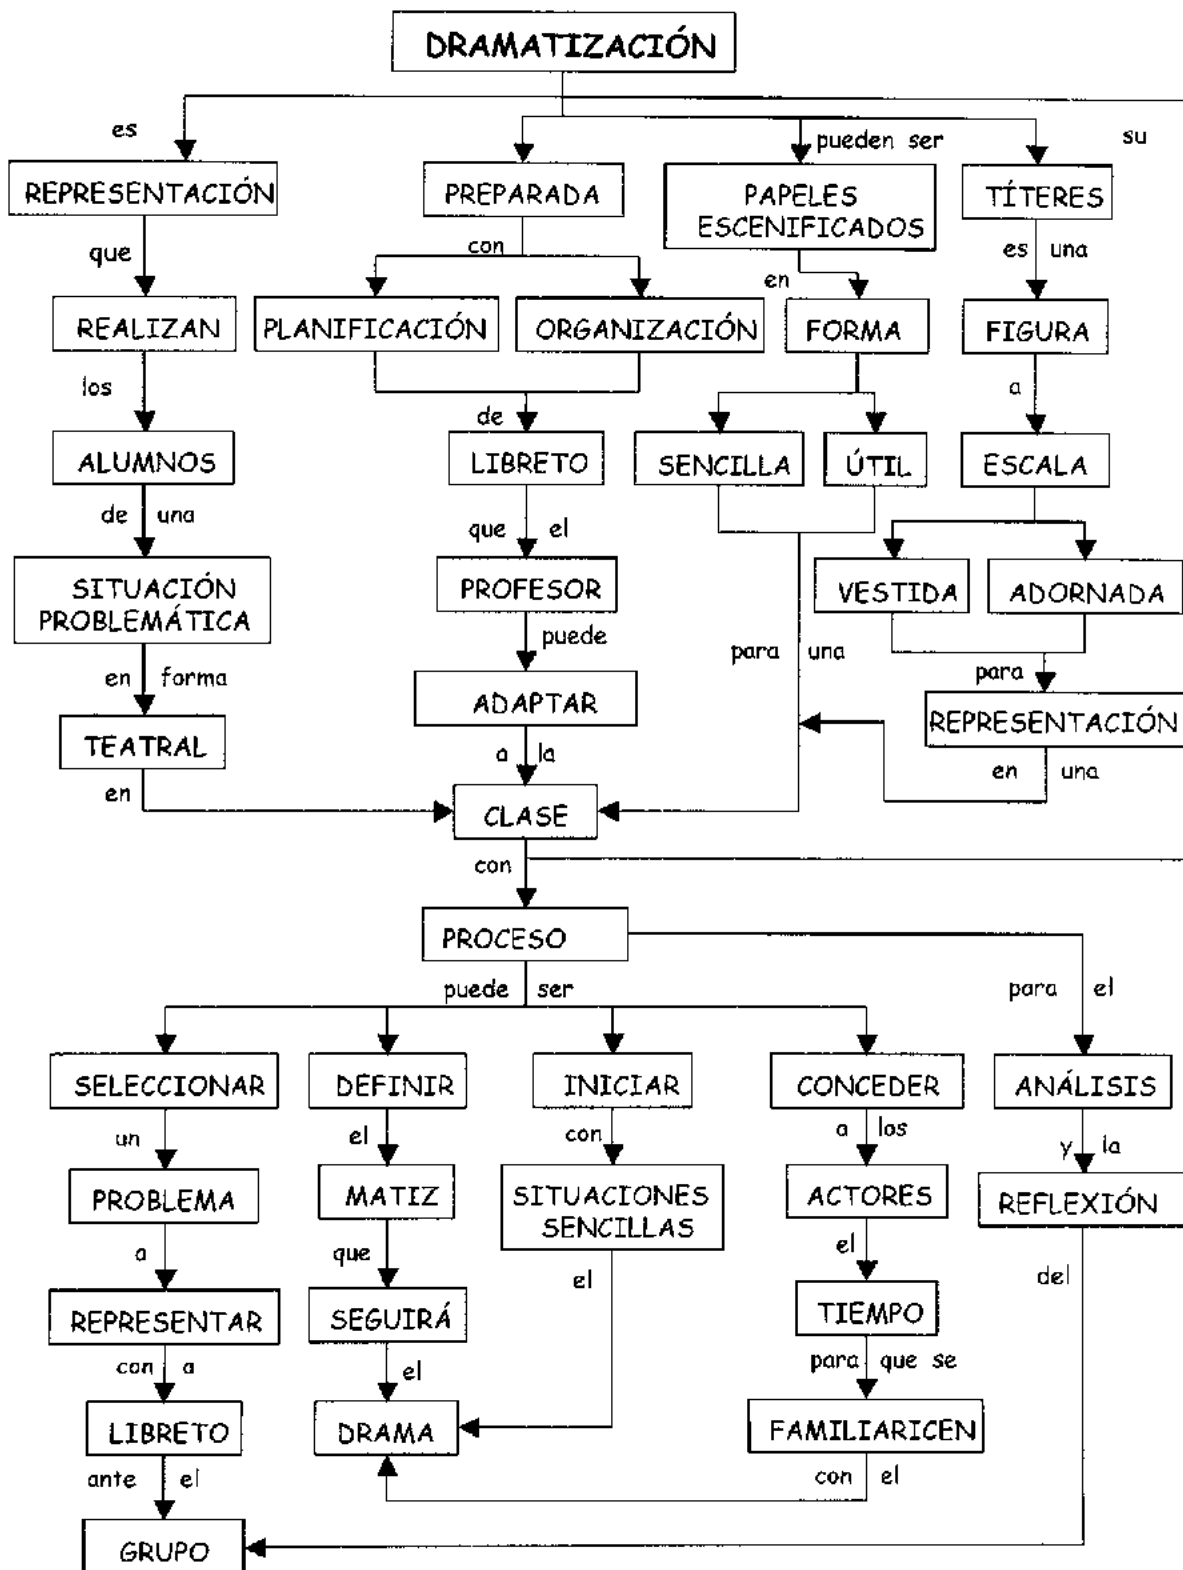 DRAMATIZACIÓN
es
pueden ser
su
REPRESENTACIÓN
PREPARADA
PAPELES
ESCENIFICADOS
TÍTERES
que
con
en
es una
REALIZAN
PLANIFICACIÓN
ORGANIZACIÓN
FORMA
FIGURA
los
de
a
ALUMNOS
LIBRETO
SENCILLA
ÚTIL
ESCALA
de una
que el
SITUACIÓN
PROBLEMÁTICA
PROFESOR
VESTIDA
ADORNADA
puede
para una
para
en forma
ADAPTAR
REPRESENTACIÓN
TEATRAL
a la
en una
en
CLASE
con
PROCESO
puede ser
para el
SELECCIONAR
DEFINIR
INICIAR
CONCEDER
ANÁLISIS
un
el
con
a los
y la
PROBLEMA
MATIZ
SITUACIONES
SENCILLAS
ACTORES
REFLEXIÓN
a
que
el
el
del
REPRESENTAR
SEGUIRÁ
TIEMPO
con a
el
para que se
LIBRETO
DRAMA
FAMILIARICEN
ante el
con el
GRUPO